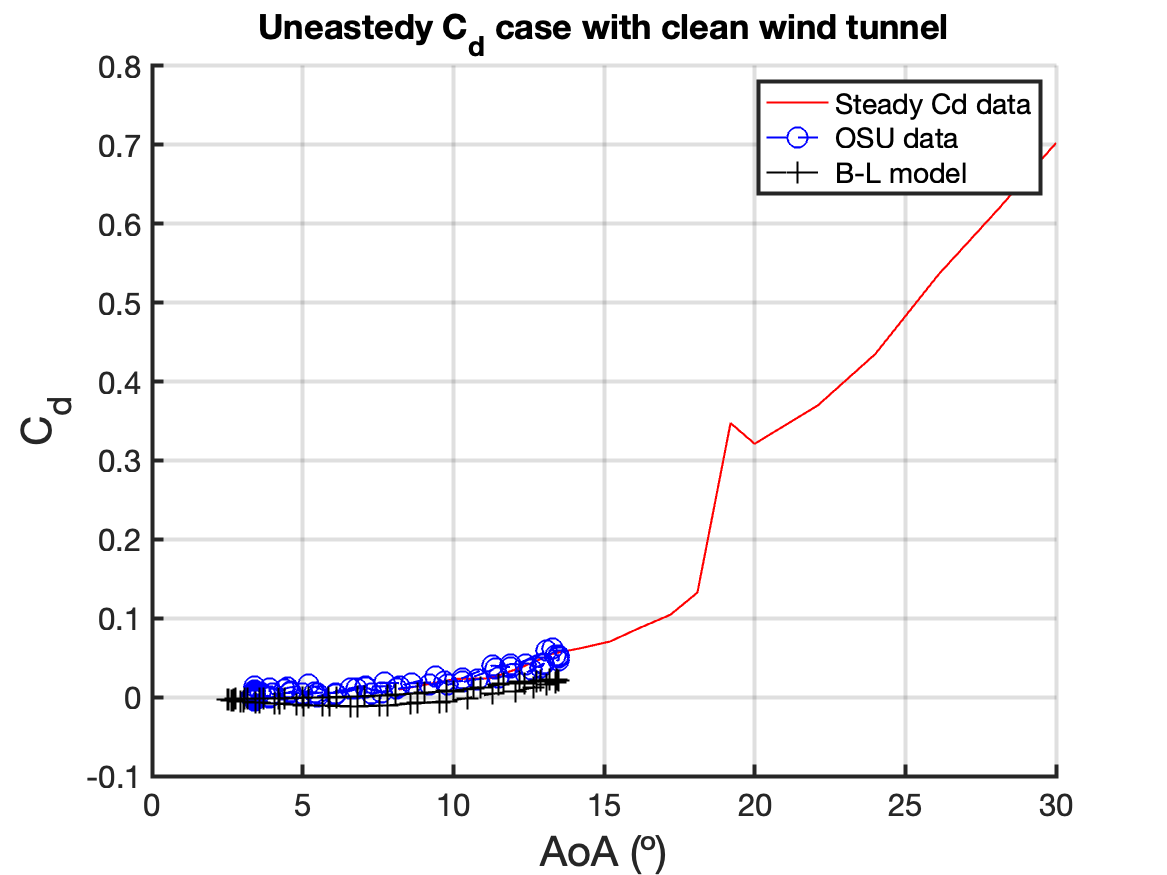 Uneastedy Cd case with clean wind tunnel
0.8
0.7
0.6
0.5
0.4
0.3
0.2
0.1
0
-0.1
Cd
Steady Cd data
OSU data
B-L model
0 5 10 15 20 25 30
AoA (º)